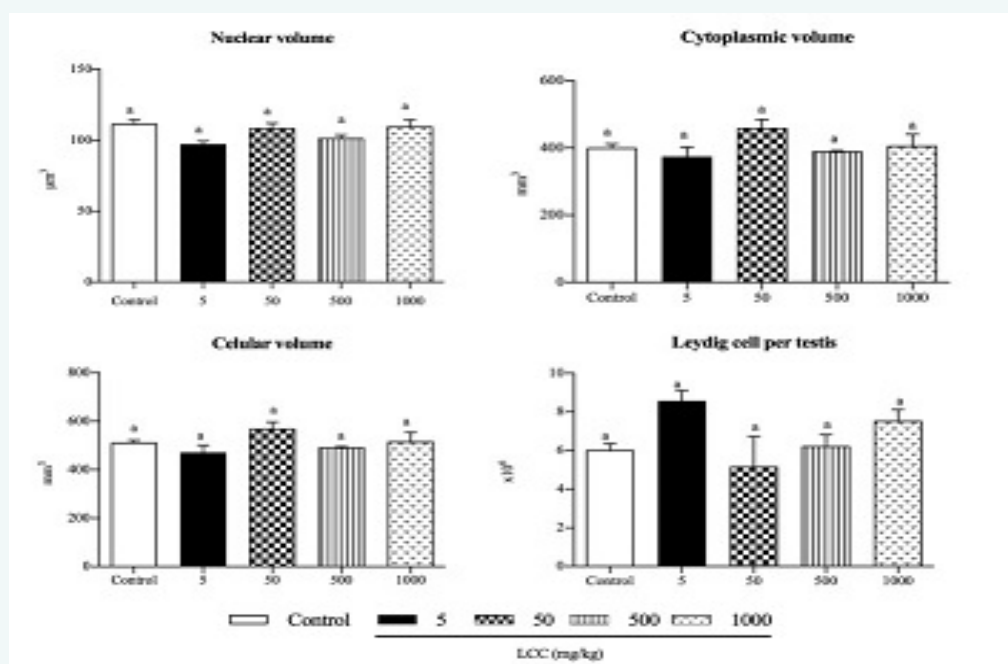 Nuclear volume
150
100
50
0
µm³
a a a a a
Control 5 50 500 1000
Cytoplasmic volume
600
400
200
0
mm³
a a a a a
Control 5 50 500 1000
Celular volume
800
600
400
200
0
mm³
a a a a a
Control 5 50 500 1000
Leydig cell per testis
10
8
6
4
2
0
a a a a a
Control 5 50 500 1000
Control 5 50 500 1000
LCC (mg/kg)